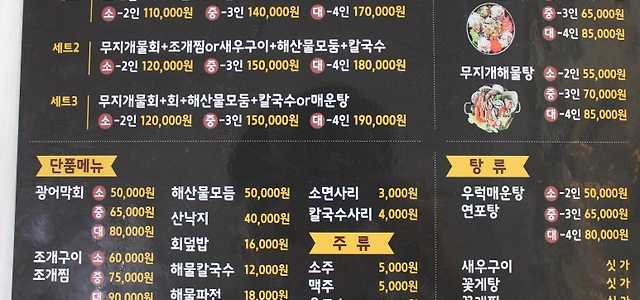 소 -2인 110,000원 중 -3인 140,000원 대 -4인 170,000원
세트2 무지개물회+조개찜or새우구이+해산물모둠+칼국수
소 -2인 120,000원 중 -3인 150,000원 대 -4인 180,000원
세트3 무지개물회+회+해산물모둠+칼국수or매운탕
소 -2인 120,000원 중 -3인 150,000원 대 -4인 190,000원
중 -3인 65,000원
대 -4인 85,000원
무지개해물탕 소 -2인 55,000원
중 -3인 70,000원
대 -4인 85,000원
단품메뉴
광어막회 소 50,000원
중 65,000원
대 80,000원
조개구이 소 60,000원
조개찜 중 75,000원
대 90,000원
해산물모듬 50,000원
산낙지 40,000원
회덮밥 16,000원
해물칼국수 12,000원
해물파전 18,000원
소면사리 3,000원
칼국수사리 4,000원
주 류
소주 5,000원
맥주 5,000원
탕 류
우럭매운탕 소 -2인 50,000원
연포탕 중 -3인 65,000원
대 -4인 80,000원
새우구이 싯 가
꽃게탕 싯 가